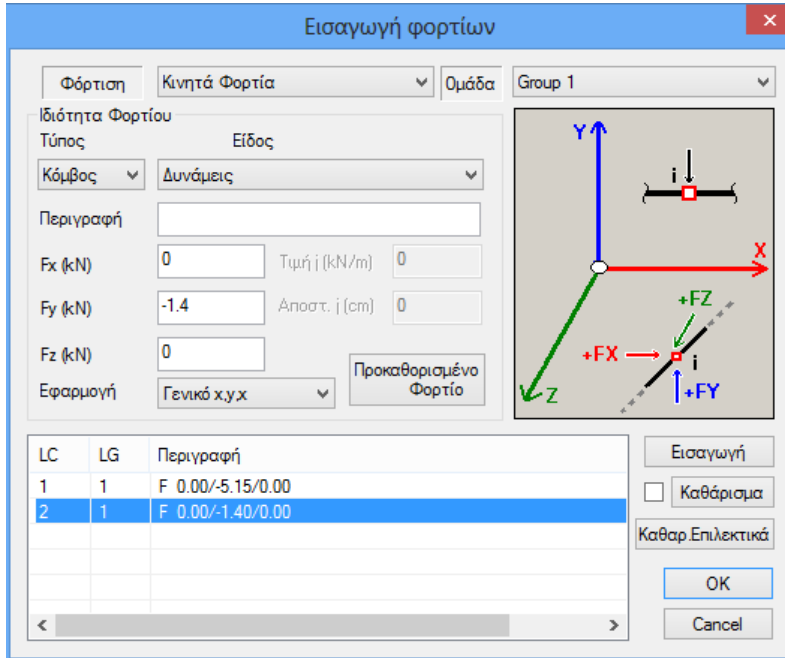 Εισαγωγή φορτίων
×
Φόρτιση Κινητά Φορτία Ομάδα Group 1
Ιδιότητα Φορτίου
Τύπος Είδος
Κόμβος Δυνάμεις
Περιγραφή
Fx (kN) 0 Τιμή j (kN/m) 0
Fy (kN) -1.4 Αποστ. j (cm) 0
Fz (kN) 0
Προκαθορισμένο
Φορτίο
Εφαρμογή Γενικό x,y,x
Y
i
X
+FZ
+FX
i
Z
+FY
LC LG Περιγραφή
1 1 F 0.00/-5.15/0.00
2 1 F 0.00/-1.40/0.00
Εισαγωγή
Καθάρισμα
Καθαρ.Επιλεκτικά
OK
Cancel